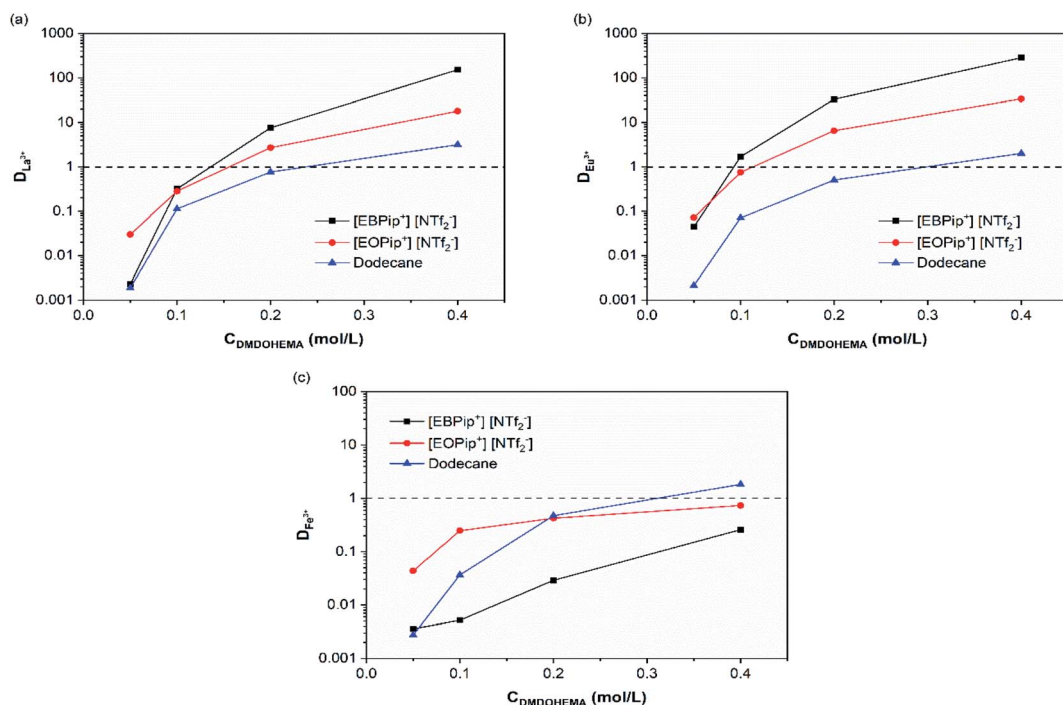 (a)
1000
100
10
1
0.1
0.01
0.001
D La³⁺
[EBPip⁺] [NTf₂⁻]
[EOPip⁺] [NTf₂⁻]
Dodecane
0.0 0.1 0.2 0.3 0.4
C DMDOHEMA (mol/L)
(b)
1000
100
10
1
0.1
0.01
0.001
D Eu³⁺
[EBPip⁺] [NTf₂⁻]
[EOPip⁺] [NTf₂⁻]
Dodecane
0.0 0.1 0.2 0.3 0.4
C DMDOHEMA (mol/L)
(c)
100
10
1
0.1
0.01
0.001
D Fe³⁺
[EBPip⁺] [NTf₂⁻]
[EOPip⁺] [NTf₂⁻]
Dodecane
0.0 0.1 0.2 0.3 0.4
C DMDOHEMA (mol/L)